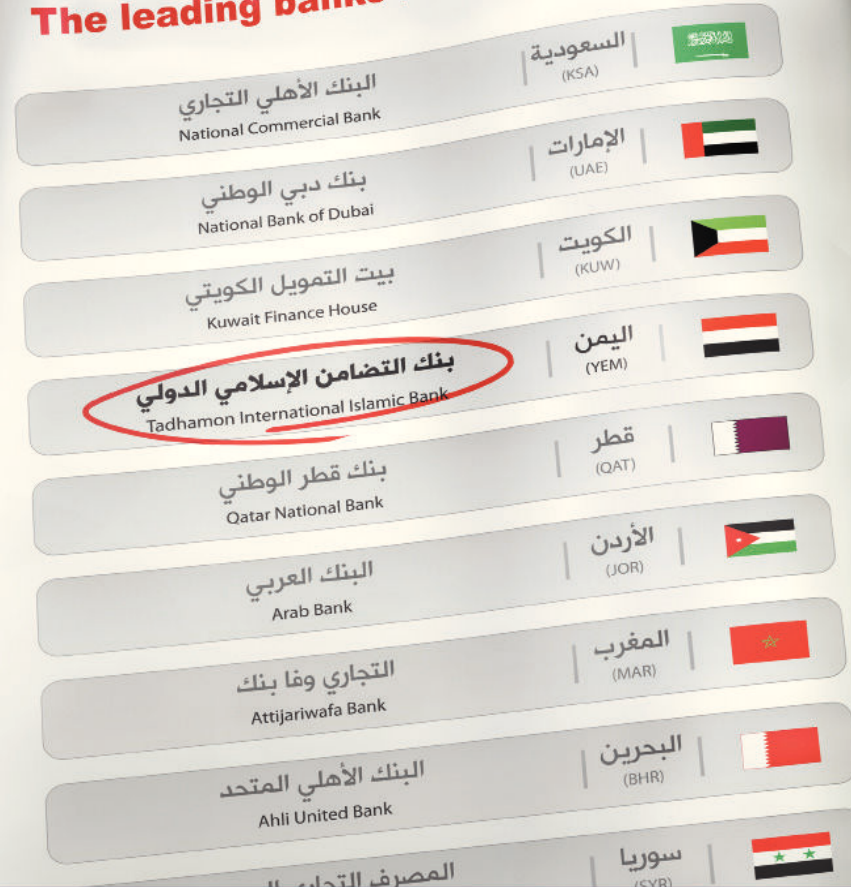 The leading banks
السعودية
(KSA)
البنك الأهلي التجاري
National Commercial Bank
الإمارات
(UAE)
بنك دبي الوطني
National Bank of Dubai
الكويت
(KUW)
بيت التمويل الكويتي
Kuwait Finance House
اليمن
(YEM)
بنك التضامن الإسلامي الدولي
Tadhamon International Islamic Bank
قطر
(QAT)
بنك قطر الوطني
Qatar National Bank
الأردن
(JOR)
البنك العربي
Arab Bank
المغرب
(MAR)
التجاري وفا بنك
Attijariwafa Bank
البحرين
(BHR)
البنك الأهلي المتحد
Ahli United Bank
سوريا
(SYR)
المصرف